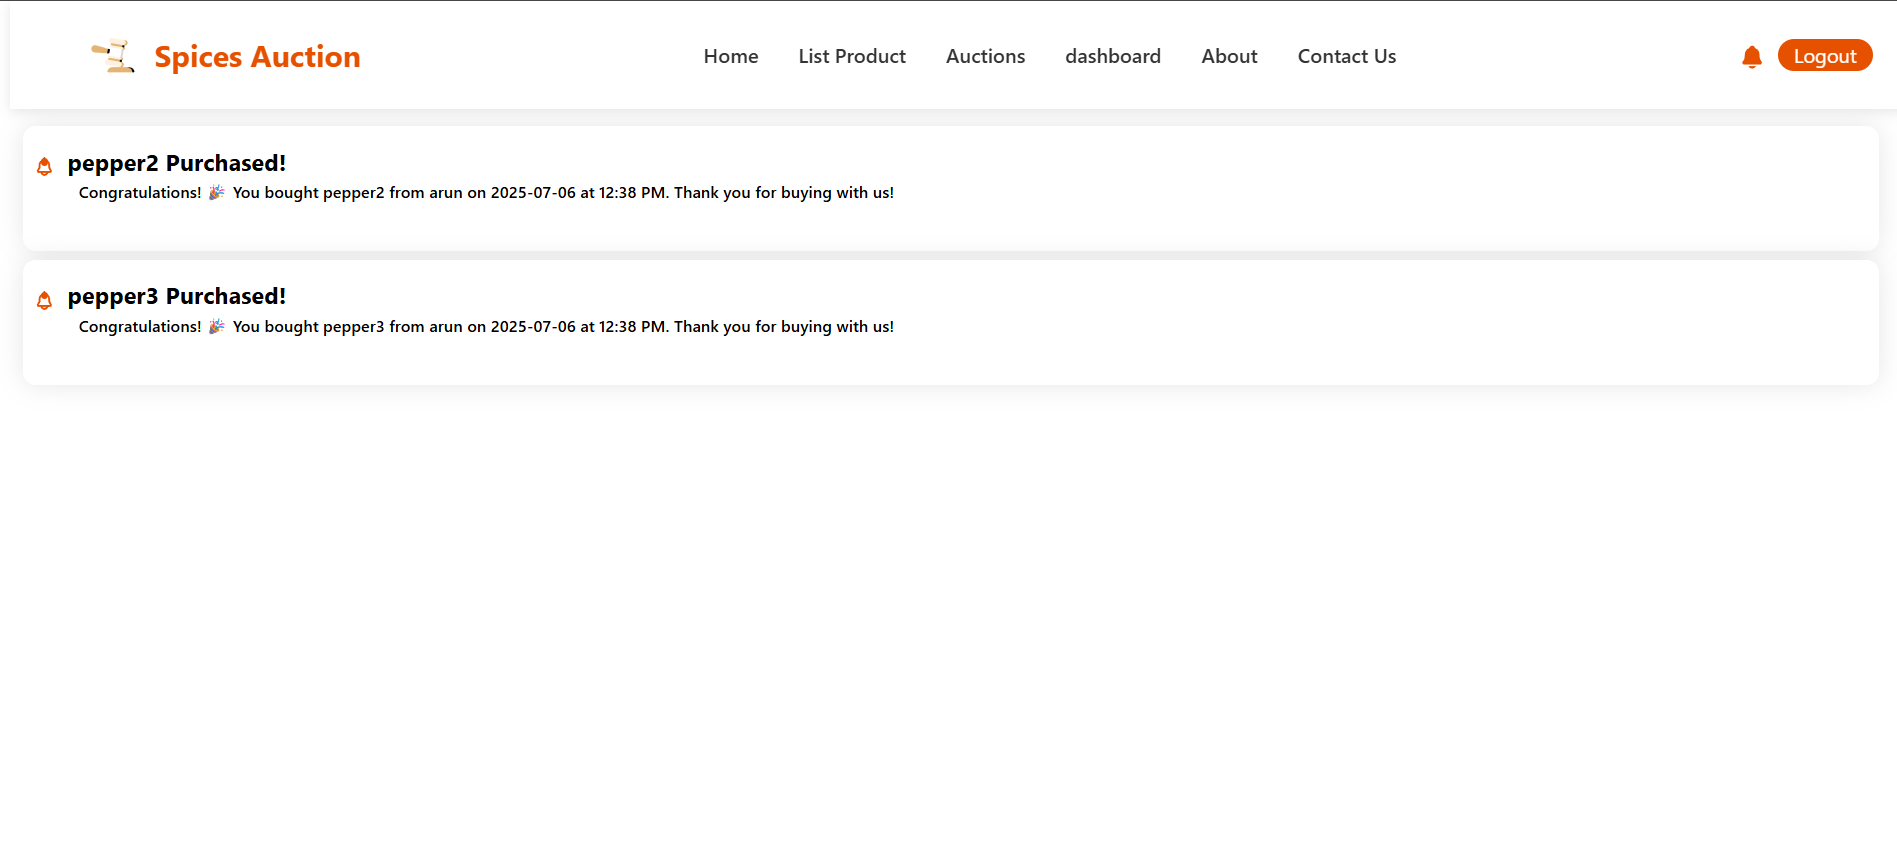 Spices Auction
Home List Product Auctions dashboard About Contact Us
Logout
pepper2 Purchased!
Congratulations! 🎉 You bought pepper2 from arun on 2025-07-06 at 12:38 PM. Thank you for buying with us!
pepper3 Purchased!
Congratulations! 🎉 You bought pepper3 from arun on 2025-07-06 at 12:38 PM. Thank you for buying with us!